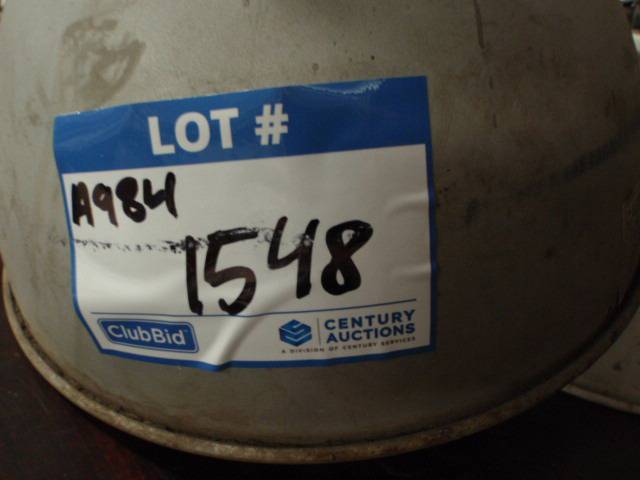 LOT #
A984
1548
ClubBid
CENTURY
AUCTIONS
A DIVISION OF CENTURY SERVICES